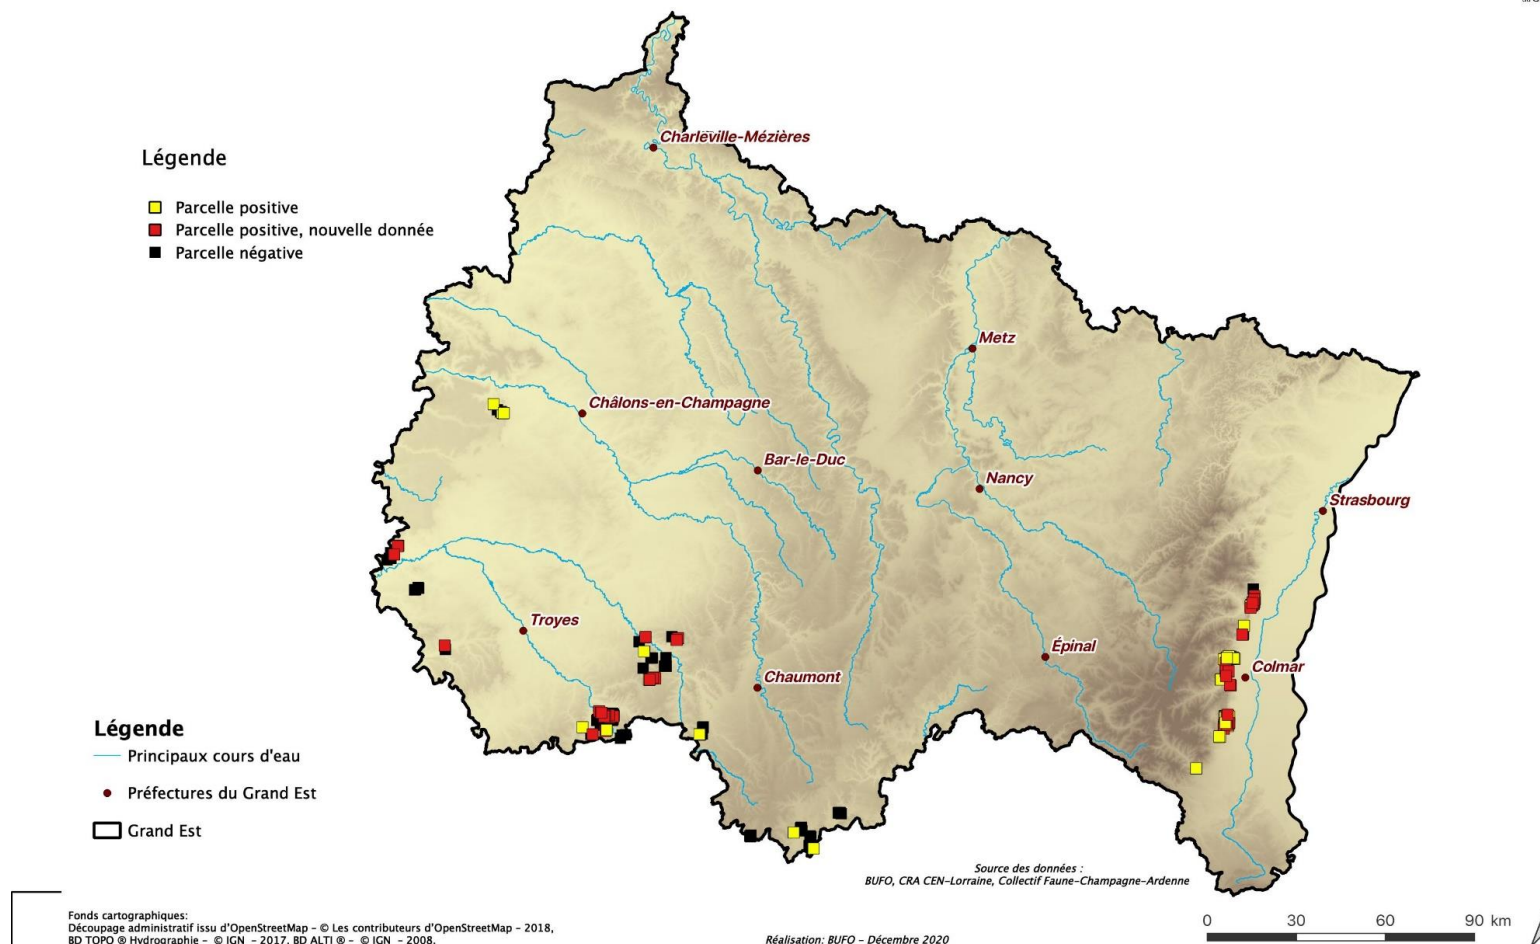 Charleville-Mézières
Légende
Parcelle positive
Parcelle positive, nouvelle donnée
Parcelle négative
Metz
Châlons-en-Champagne
Bar-le-Duc
Nancy
Strasbourg
Troyes
Épinal
Colmar
Chaumont
Légende
Principaux cours d'eau
Préfectures du Grand Est
Grand Est
Source des données :
BUFO, CRA CEN-Lorraine, Collectif Faune-Champagne-Ardenne
Fonds cartographiques:
Découpage administratif issu d'OpenStreetMap - © Les contributeurs d'OpenStreetMap - 2018,
BD TOPO ® Hydrographie - © IGN - 2017, BD ALTI ® - © IGN - 2008.
Réalisation: BUFO - Décembre 2020
0 30 60 90 km